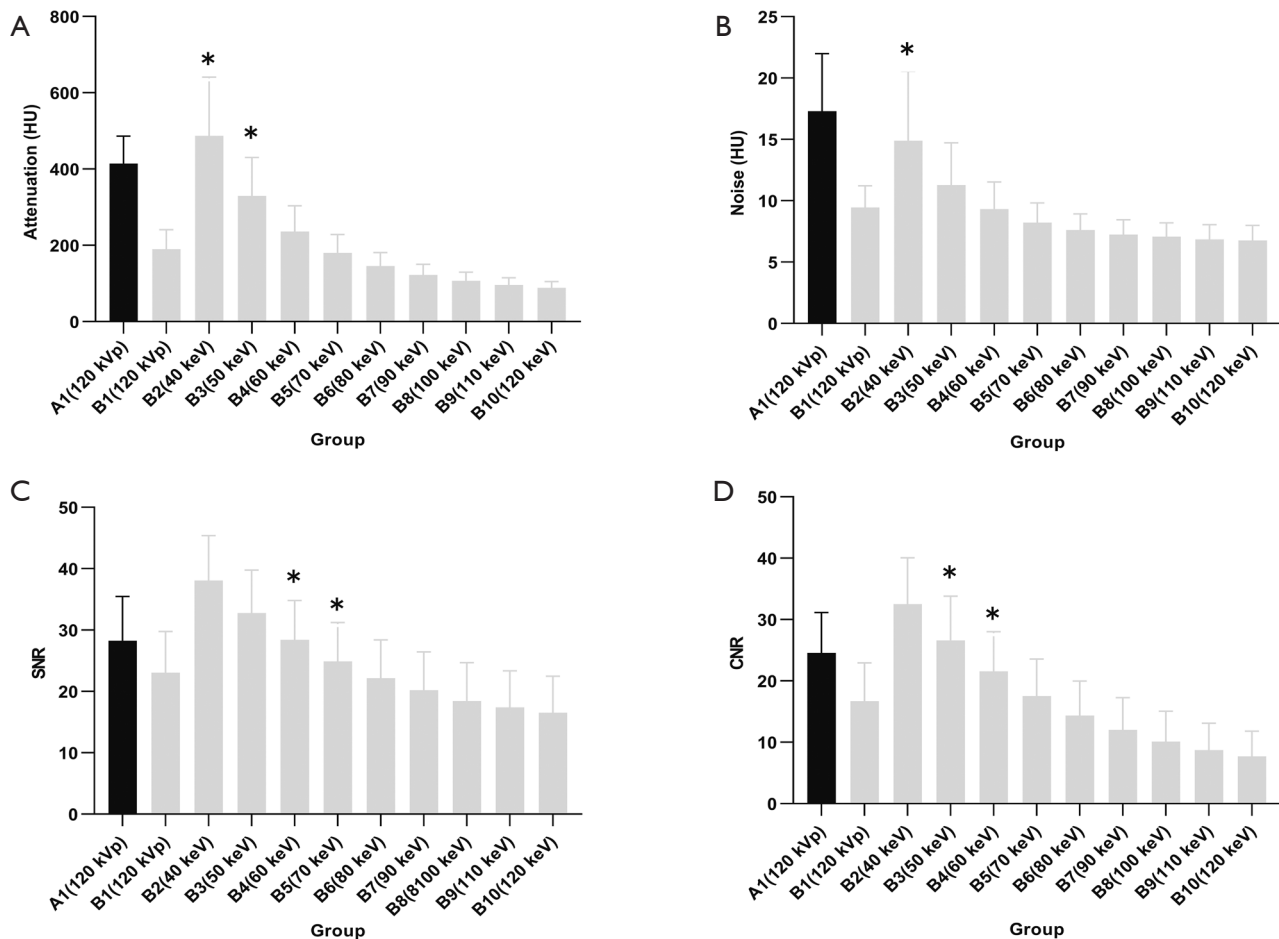 A
800
600
400
200
0
Attenuation (HU)
*
*
A1(120 kVp)
B1(120 kVp)
B2(40 keV)
B3(50 keV)
B4(60 keV)
B5(70 keV)
B6(80 keV)
B7(90 keV)
B8(100 keV)
B9(110 keV)
B10(120 keV)
Group
B
25
20
15
10
5
0
Noise (HU)
*
A1(120 kVp)
B1(120 kVp)
B2(40 keV)
B3(50 keV)
B4(60 keV)
B5(70 keV)
B6(80 keV)
B7(90 keV)
B8(100 keV)
B9(110 keV)
B10(120 keV)
Group
C
50
40
30
20
10
0
SNR
*
*
A1(120 kVp)
B1(120 kVp)
B2(40 keV)
B3(50 keV)
B4(60 keV)
B5(70 keV)
B6(80 keV)
B7(90 keV)
B8(8100 keV)
B9(110 keV)
B10(120 keV)
Group
D
50
40
30
20
10
0
CNR
*
*
A1(120 kVp)
B1(120 kVp)
B2(40 keV)
B3(50 keV)
B4(60 keV)
B5(70 keV)
B6(80 keV)
B7(90 keV)
B8(100 keV)
B9(110 keV)
B10(120 keV)
Group